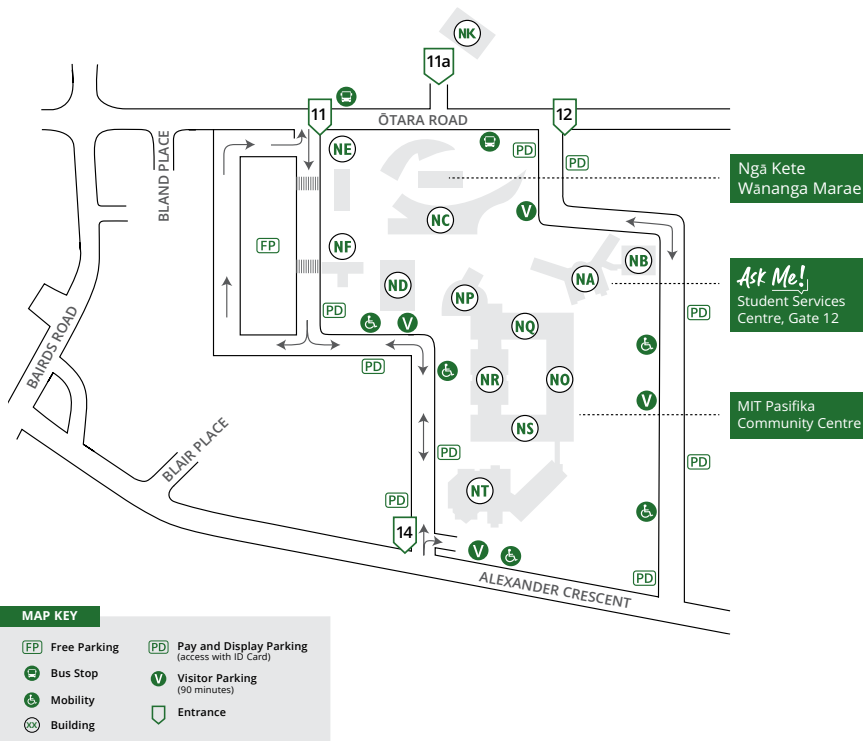 NK
11a
11
ŌTARA ROAD
12
NE
PD
PD
BLAND PLACE
Ngā Kete
Wānanga Marae
V
NC
FP
NF
NB
ND
NA
Ask Me!
Student Services
Centre, Gate 12
NP
PD
V
PD
NQ
BAIRDS ROAD
PD
NR
NO
V
MIT Pasifika
Community Centre
NS
BLAIR PLACE
PD
PD
NT
PD
14
V
PD
ALEXANDER CRESCENT
MAP KEY
FP Free Parking
Bus Stop
Mobility
XX Building
PD Pay and Display Parking
(access with ID Card)
V Visitor Parking
(90 minutes)
Entrance